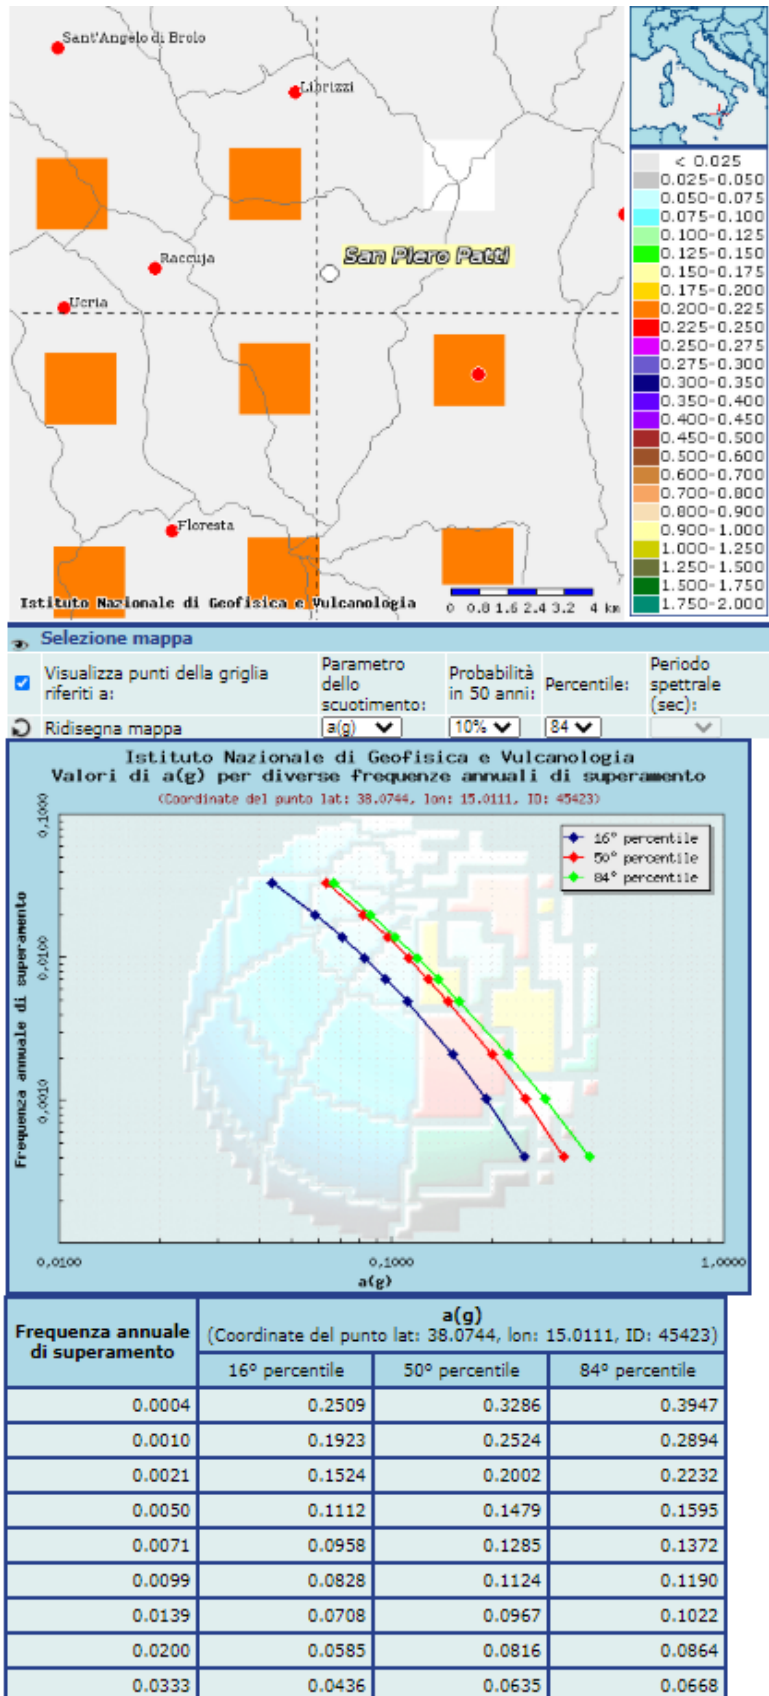 Sant'Angelo di Brolo
Librizzi
San Piero Patti
Raccuja
Ucria
Floresta
Istituto Nazionale di Geofisica e Vulcanologia
0 0.8 1.6 2.4 3.2 4 km
< 0.025
0.025-0.050
0.050-0.075
0.075-0.100
0.100-0.125
0.125-0.150
0.150-0.175
0.175-0.200
0.200-0.225
0.225-0.250
0.250-0.275
0.275-0.300
0.300-0.350
0.350-0.400
0.400-0.450
0.450-0.500
0.500-0.600
0.600-0.700
0.700-0.800
0.800-0.900
0.900-1.000
1.000-1.250
1.250-1.500
1.500-1.750
1.750-2.000
Selezione mappa
Visualizza punti della griglia
riferiti a:
Parametro
dello
scuotimento:
Probabilità
in 50 anni:
Percentile:
Periodo
spettrale
(sec):
Ridisegna mappa
a(g) 10% 84
Istituto Nazionale di Geofisica e Vulcanologia
Valori di a(g) per diverse frequenze annuali di superamento
(Coordinate del punto lat: 38.0744, lon: 15.0111, ID: 45423)
16° percentile
50° percentile
84° percentile
Frequenza annuale di superamento
0,1000
0,0100
0,0010
0,0100 0,1000 1,0000
a(g)
Frequenza annuale
di superamento
a(g)
(Coordinate del punto lat: 38.0744, lon: 15.0111, ID: 45423)
16° percentile 50° percentile 84° percentile
0.0004 0.2509 0.3286 0.3947
0.0010 0.1923 0.2524 0.2894
0.0021 0.1524 0.2002 0.2232
0.0050 0.1112 0.1479 0.1595
0.0071 0.0958 0.1285 0.1372
0.0099 0.0828 0.1124 0.1190
0.0139 0.0708 0.0967 0.1022
0.0200 0.0585 0.0816 0.0864
0.0333 0.0436 0.0635 0.0668